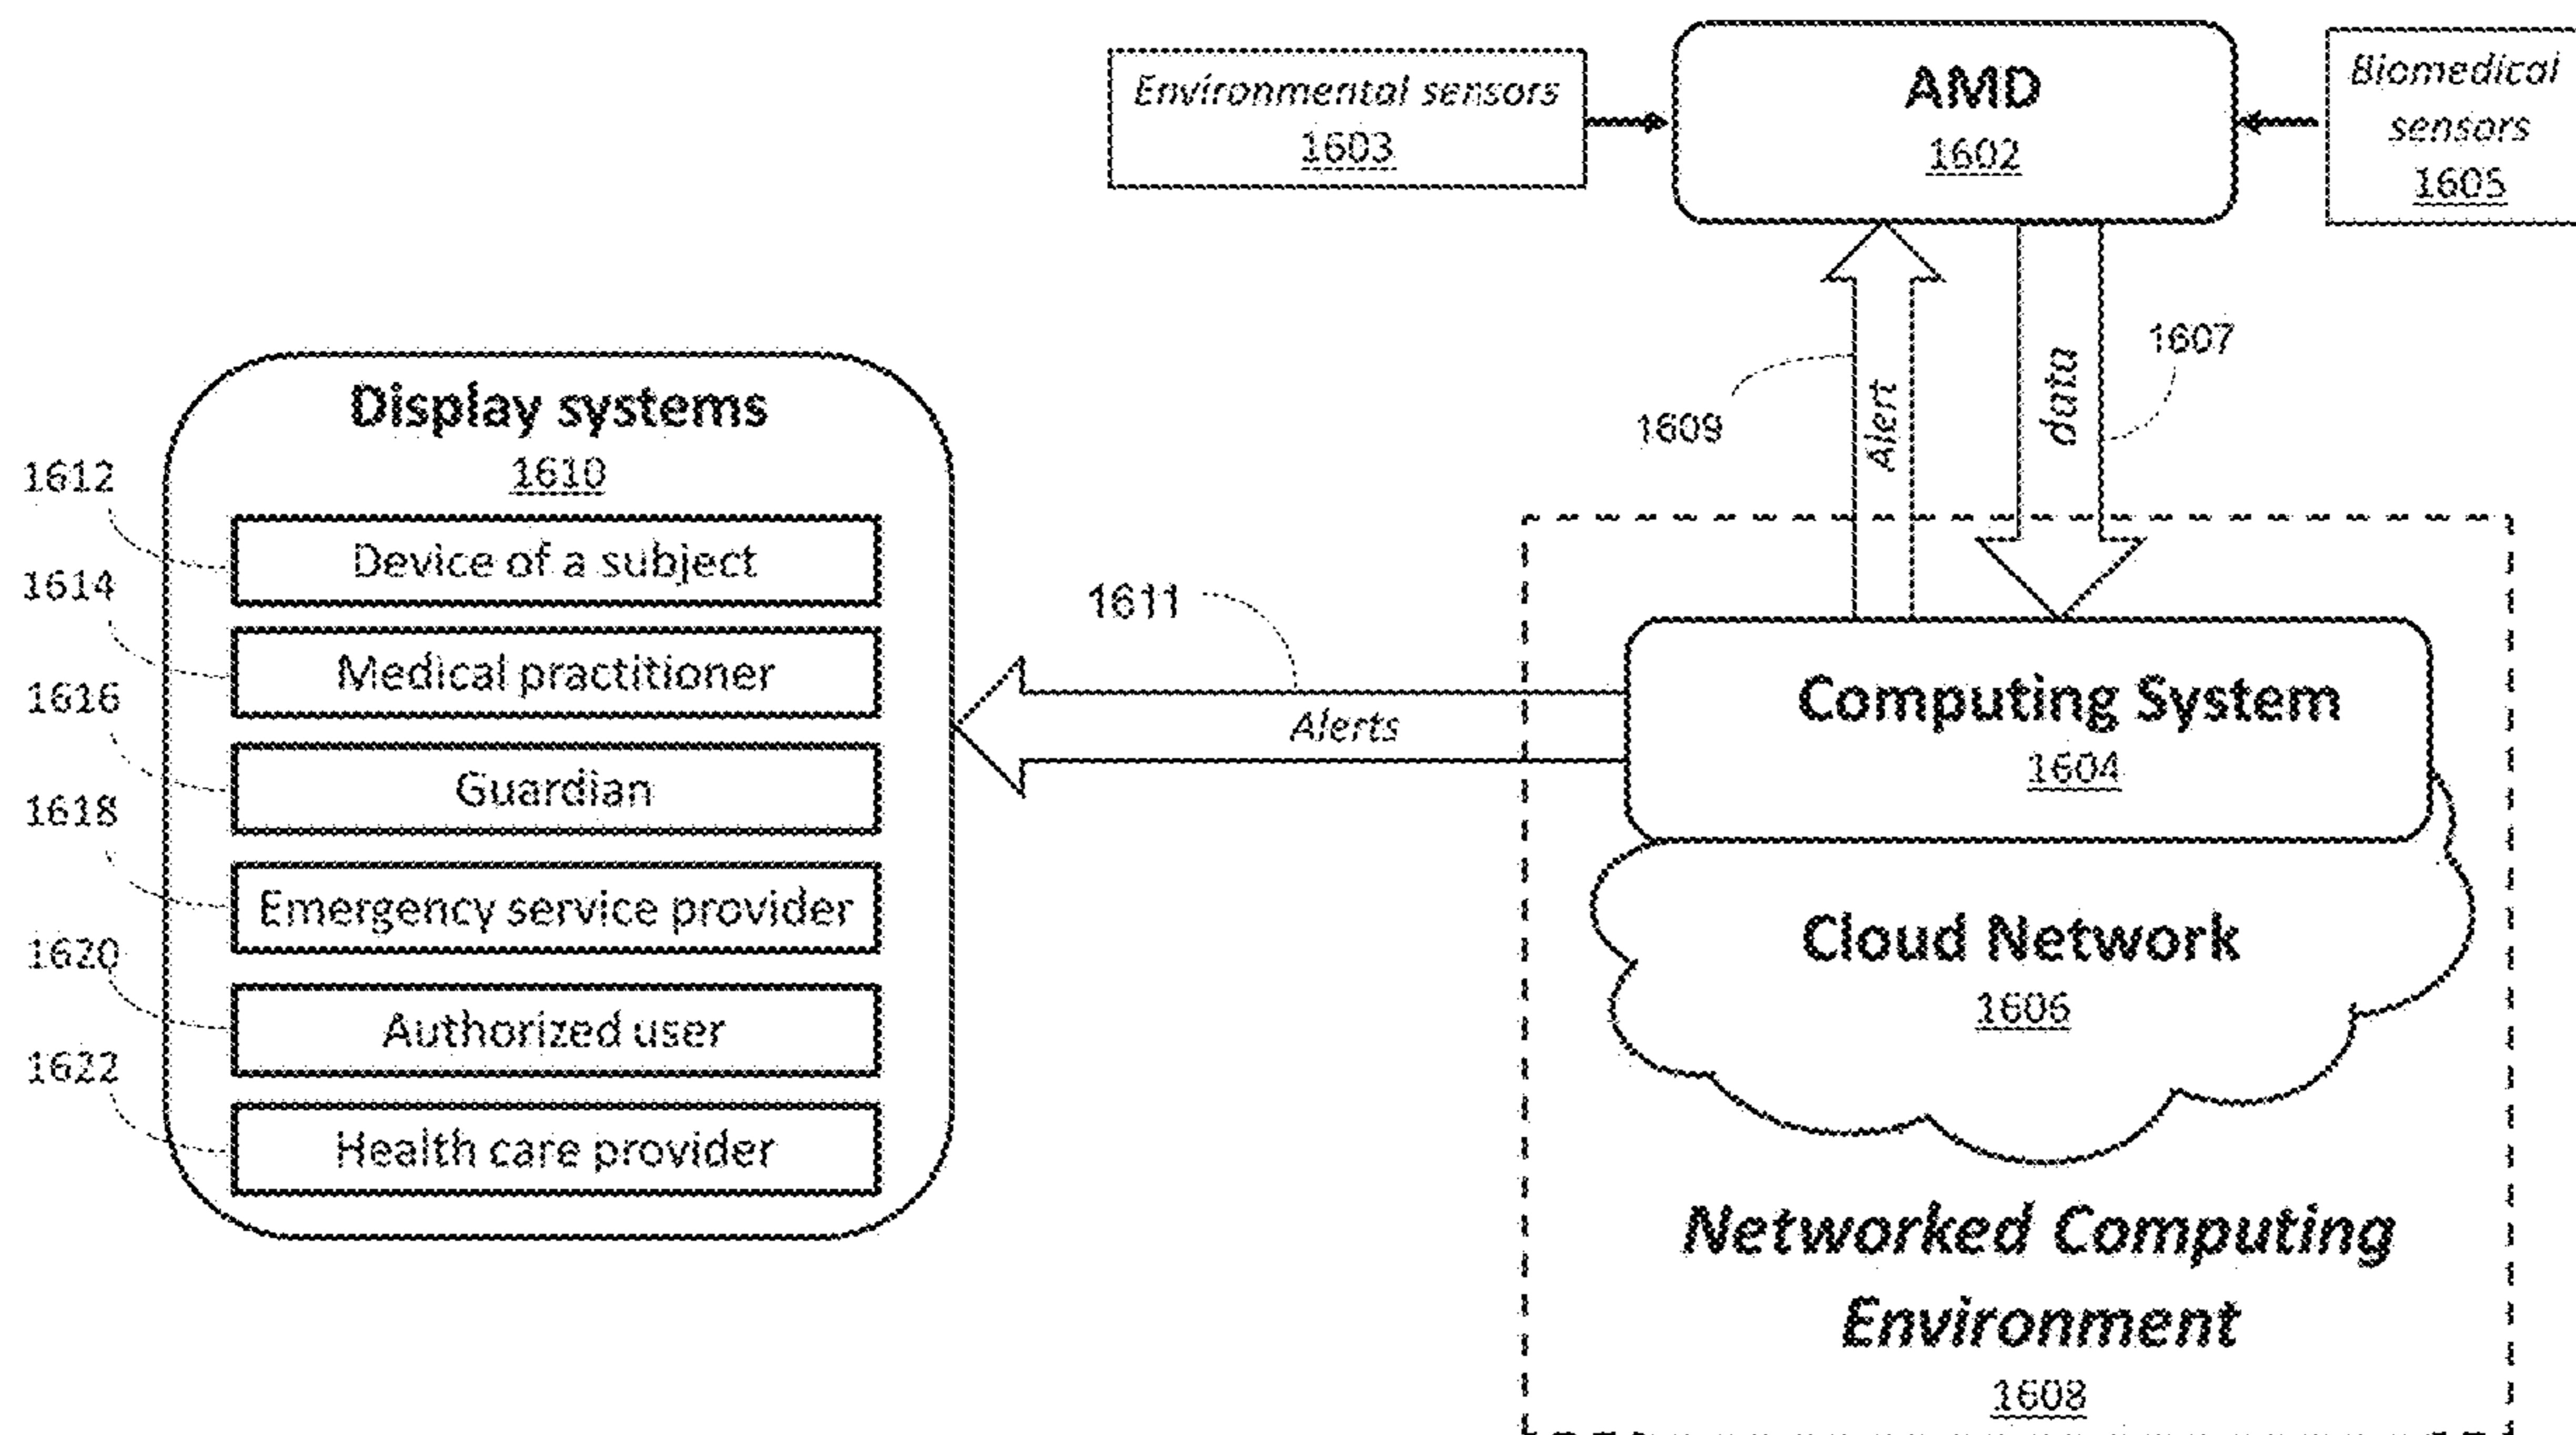 Environmental sensors
1603
AMD
1602
Biomedical
sensors
1605
1609
Alert
data
1607
Display systems
1610
1612
Device of a subject
1614
Medical practitioner
1616
Guardian
1618
Emergency service provider
1620
Authorized user
1622
Health care provider
1611
Alerts
Computing System
1604
Cloud Network
1606
Networked Computing
Environment
1608